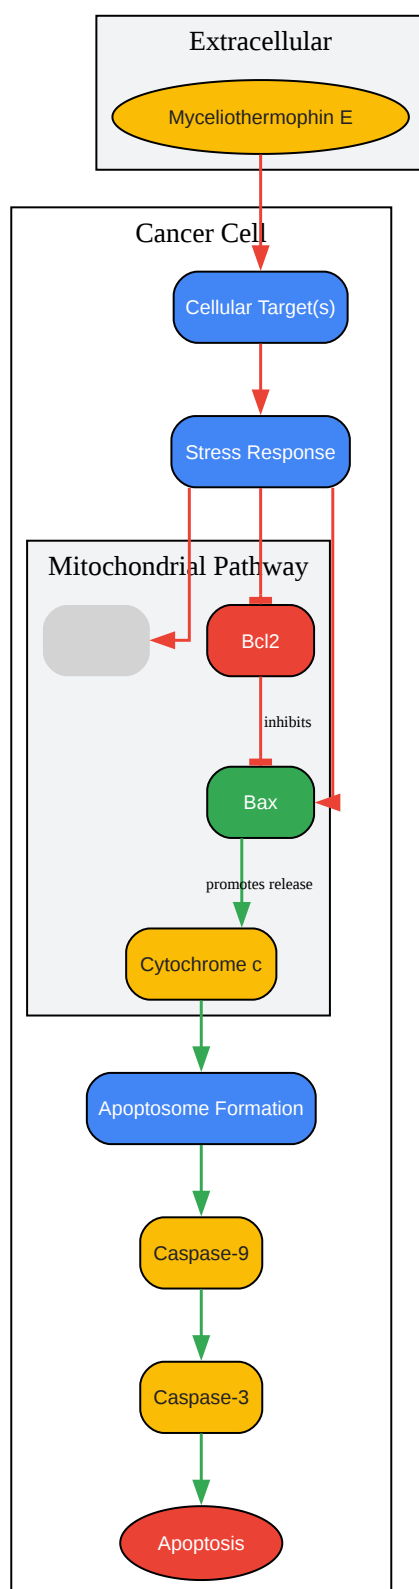 Extracellular
Myceliothermophin E
Cancer Cell
Cellular Target(s)
Stress Response
Mitochondrial Pathway
Bcl2
inhibits
Bax
promotes release
Cytochrome c
Apoptosome Formation
Caspase-9
Caspase-3
Apoptosis